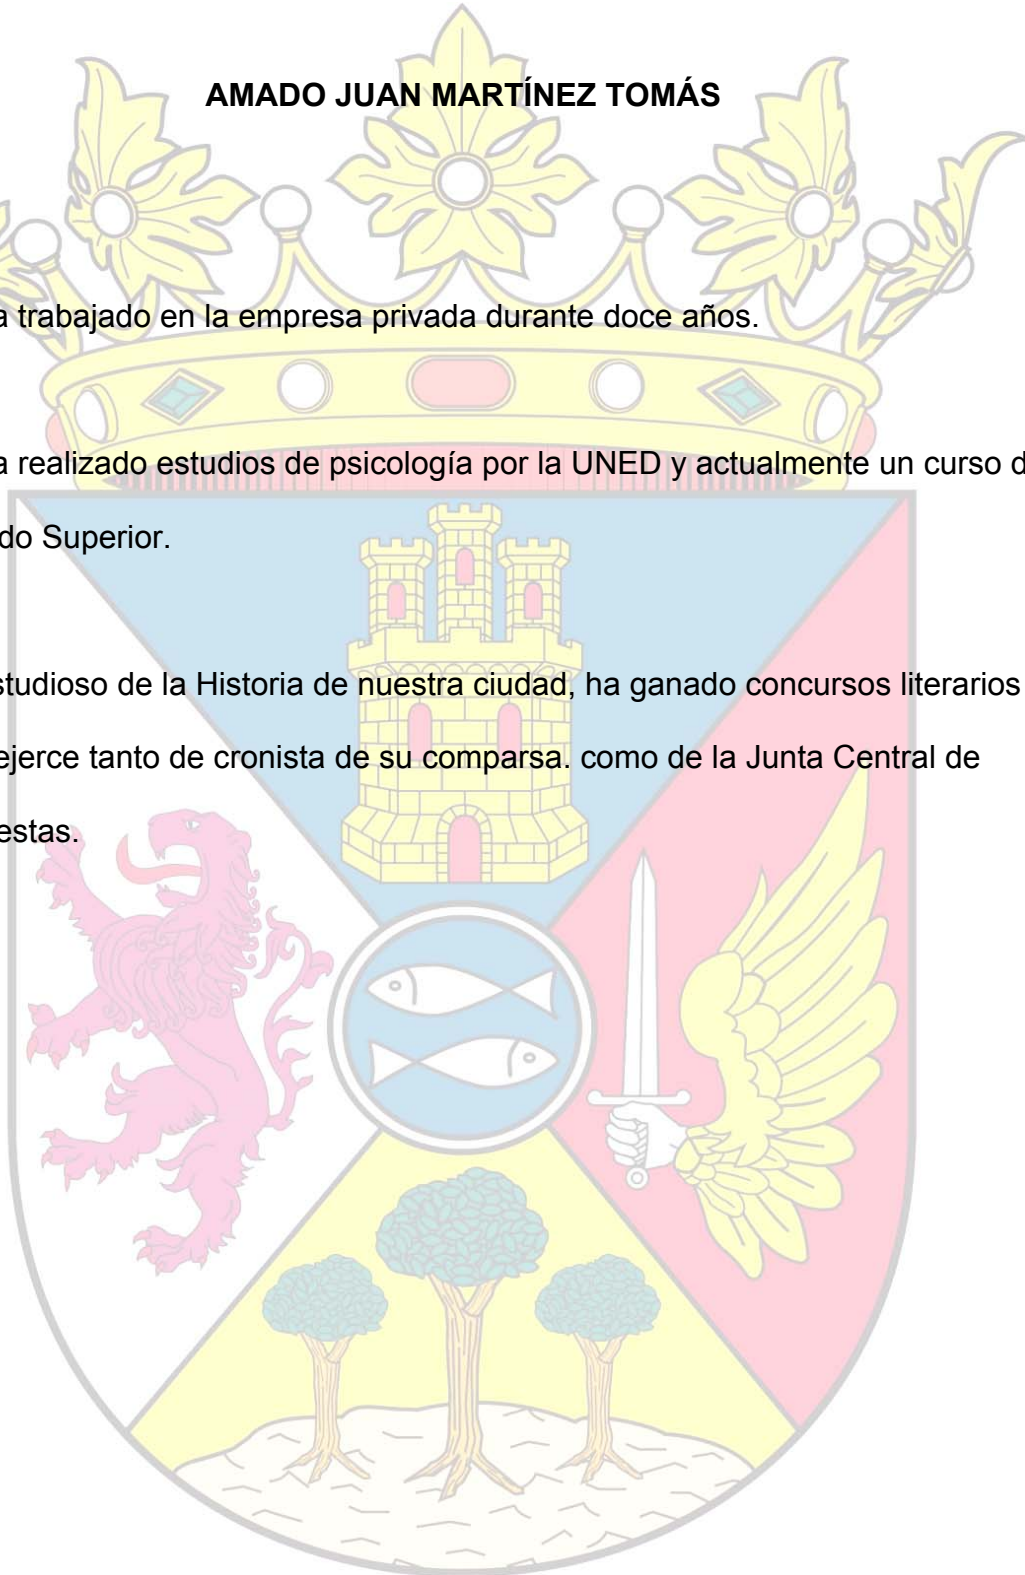 AMADO JUAN MARTÍNEZ TOMÁS
a trabajado en la empresa privada durante doce años.
a realizado estudios de psicología por la UNED y actualmente un curso d
do Superior.
studioso de la Historia de nuestra ciudad, ha ganado concursos literarios
ejerce tanto de cronista de su comparsa. como de la Junta Central de
estas.